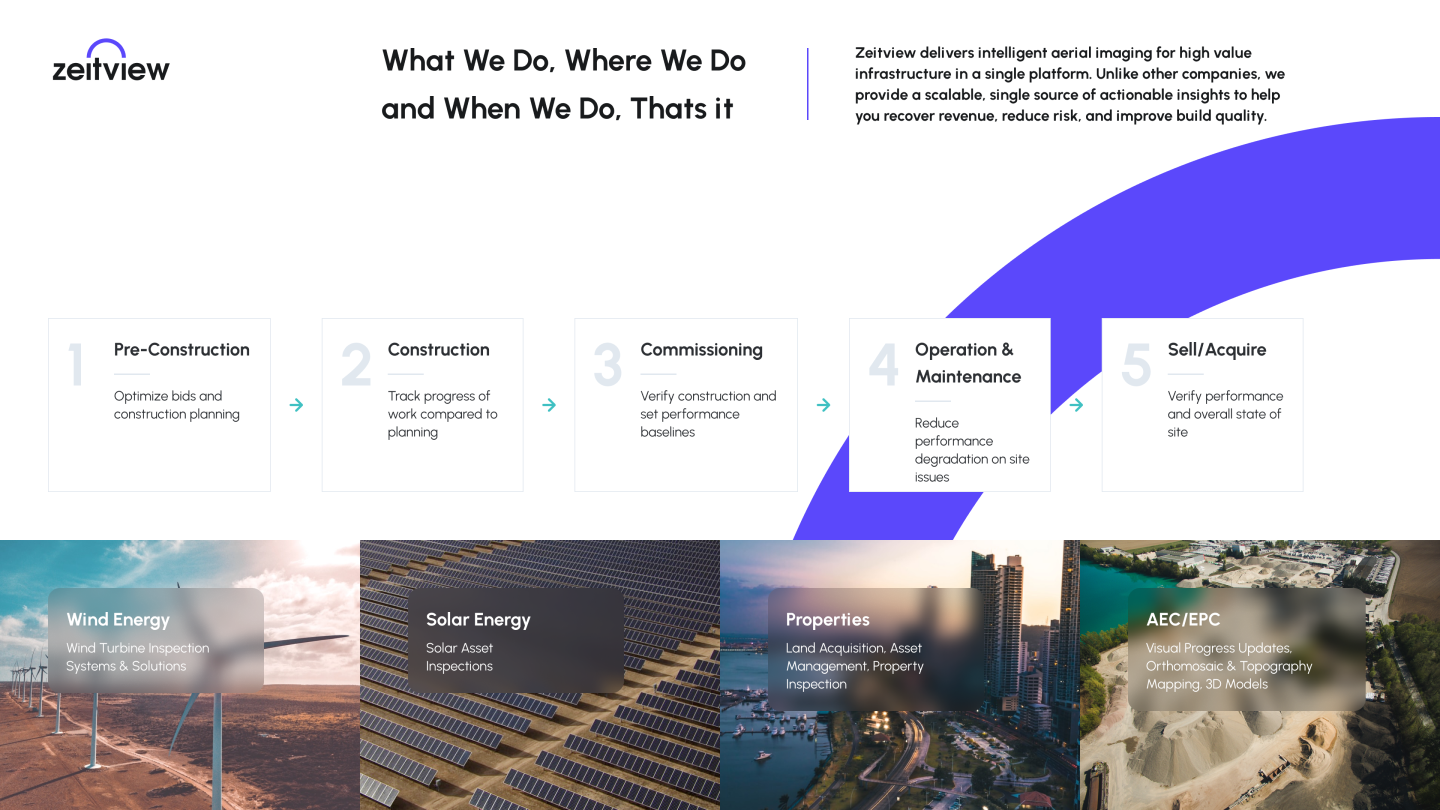 zeitview
What We Do, Where We Do
and When We Do, Thats it
Zeitview delivers intelligent aerial imaging for high value
infrastructure in a single platform. Unlike other companies, we
provide a scalable, single source of actionable insights to help
you recover revenue, reduce risk, and improve build quality.
1
Pre-Construction
Optimize bids and
construction planning
2
Construction
Track progress of
work compared to
planning
3
Commissioning
Verify construction and
set performance
baselines
4
Operation &
Maintenance
Reduce
performance
degradation on site
issues
5
Sell/Acquire
Verify performance
and overall state of
site
Wind Energy
Wind Turbine Inspection
Systems & Solutions
Solar Energy
Solar Asset
Inspections
Properties
Land Acquisition, Asset
Management, Property
Inspection
AEC/EPC
Visual Progress Updates,
Orthomosaic & Topography
Mapping, 3D Models